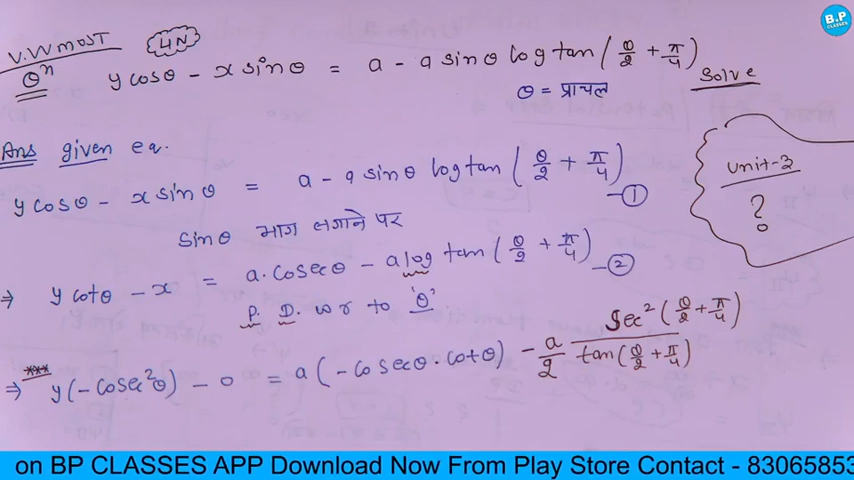 B.P
V.VV MOST
4N
Qⁿ y cosθ - x sinθ = a - a sinθ log tan(θ/2 + π/4)
Solve
θ = प्राचल
Ans given eq.
y cosθ - x sinθ = a - a sinθ log tan(θ/2 + π/4) -①
Unit-3
?
sinθ भाग लगाने पर
⇒ y cotθ - x = a.cosecθ - a log tan(θ/2 + π/4) -②
P. D. w r to 'θ'
***
⇒ y(-cosec²θ) - 0 = a(-cosecθ.cotθ) - a/2 sec²(θ/2 + π/4) / tan(θ/2 + π/4)
on BP CLASSES APP Download Now From Play Store Contact - 83065853